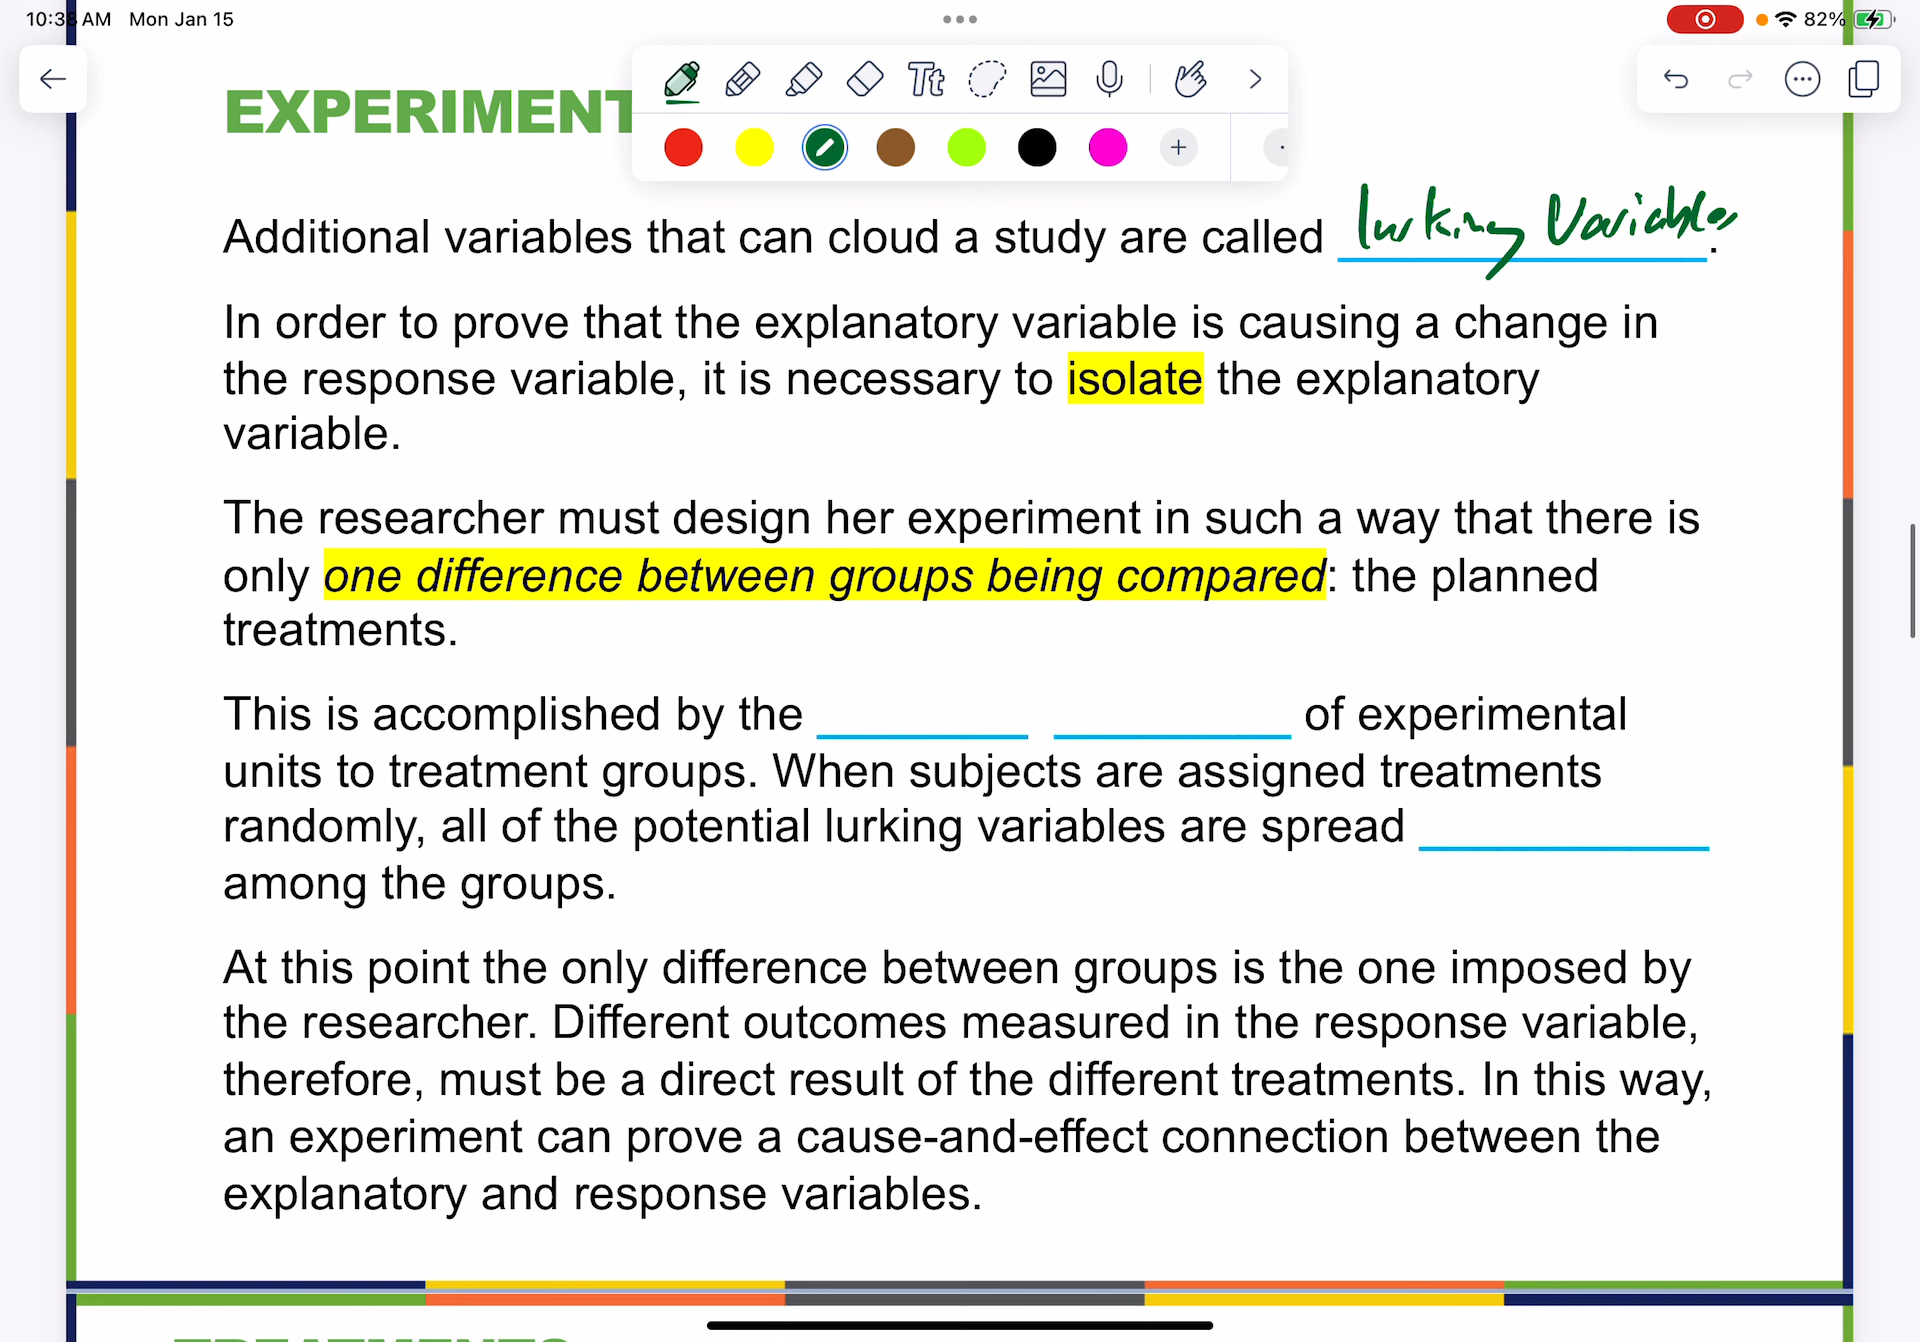 10:38 AM Mon Jan 15
82%
Tt
EXPERIMENT
Additional variables that can cloud a study are called lurking Variables.
In order to prove that the explanatory variable is causing a change in
the response variable, it is necessary to isolate the explanatory
variable.
The researcher must design her experiment in such a way that there is
only one difference between groups being compared: the planned
treatments.
This is accomplished by the ________ ________ of experimental
units to treatment groups. When subjects are assigned treatments
randomly, all of the potential lurking variables are spread ________
among the groups.
At this point the only difference between groups is the one imposed by
the researcher. Different outcomes measured in the response variable,
therefore, must be a direct result of the different treatments. In this way,
an experiment can prove a cause-and-effect connection between the
explanatory and response variables.